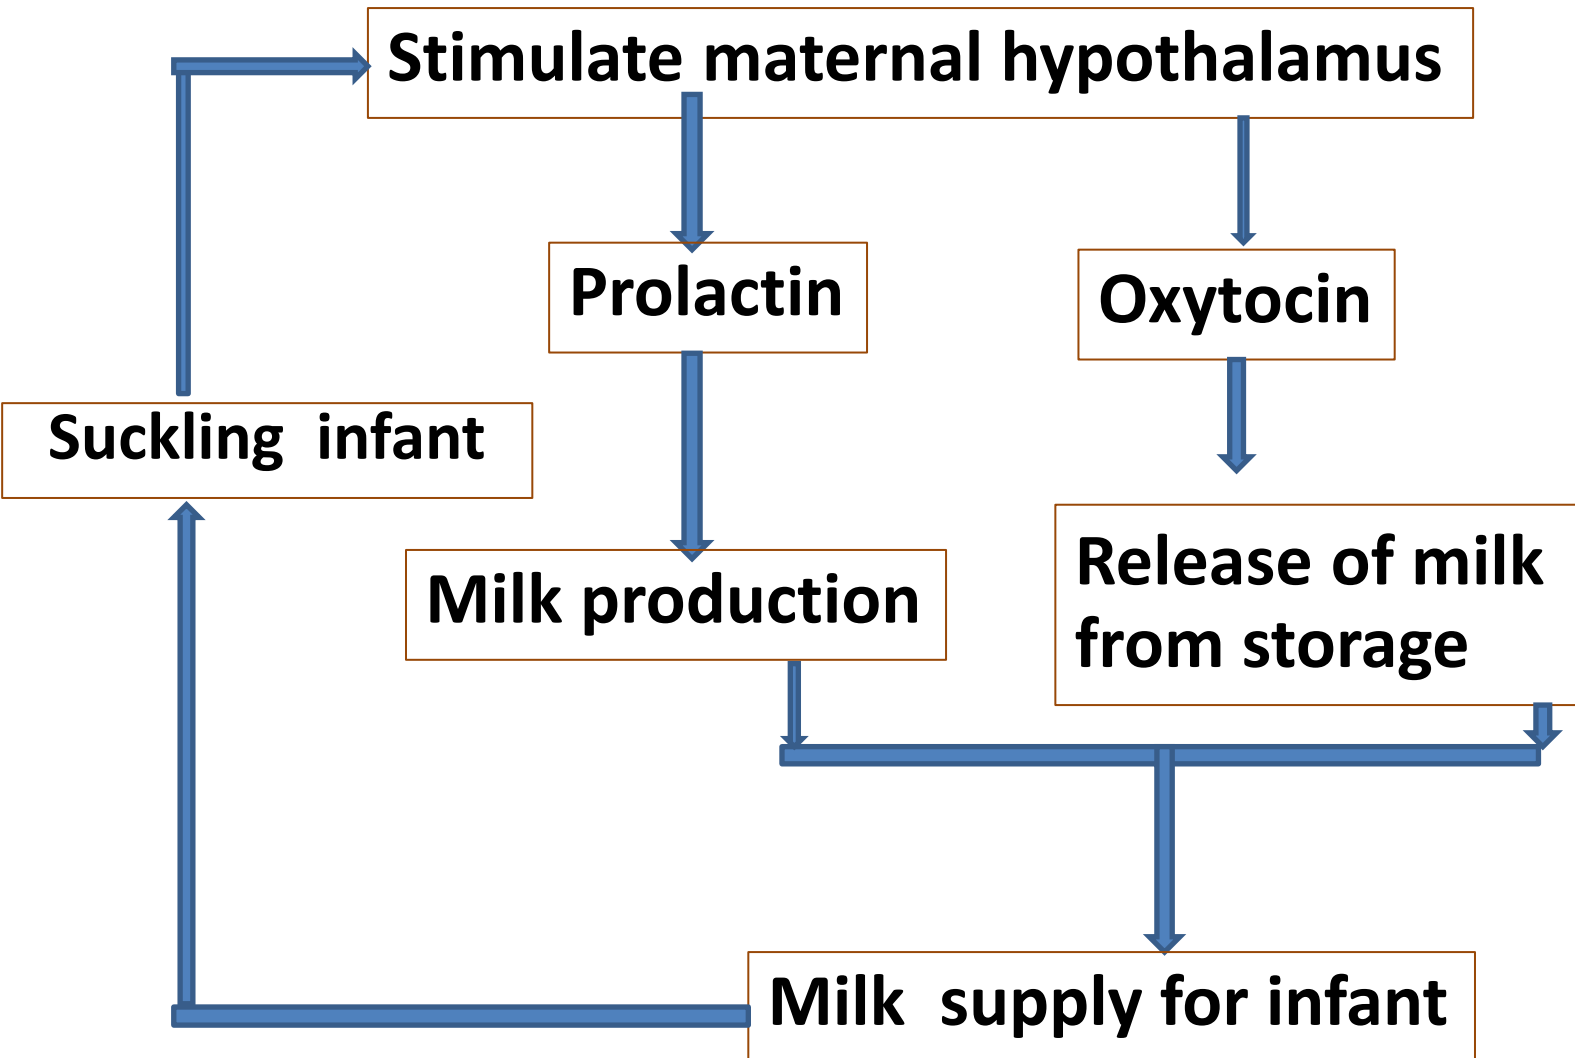 Stimulate maternal hypothalamus
Prolactin
Oxytocin
Suckling infant
Milk production
Release of milk
from storage
Milk supply for infant